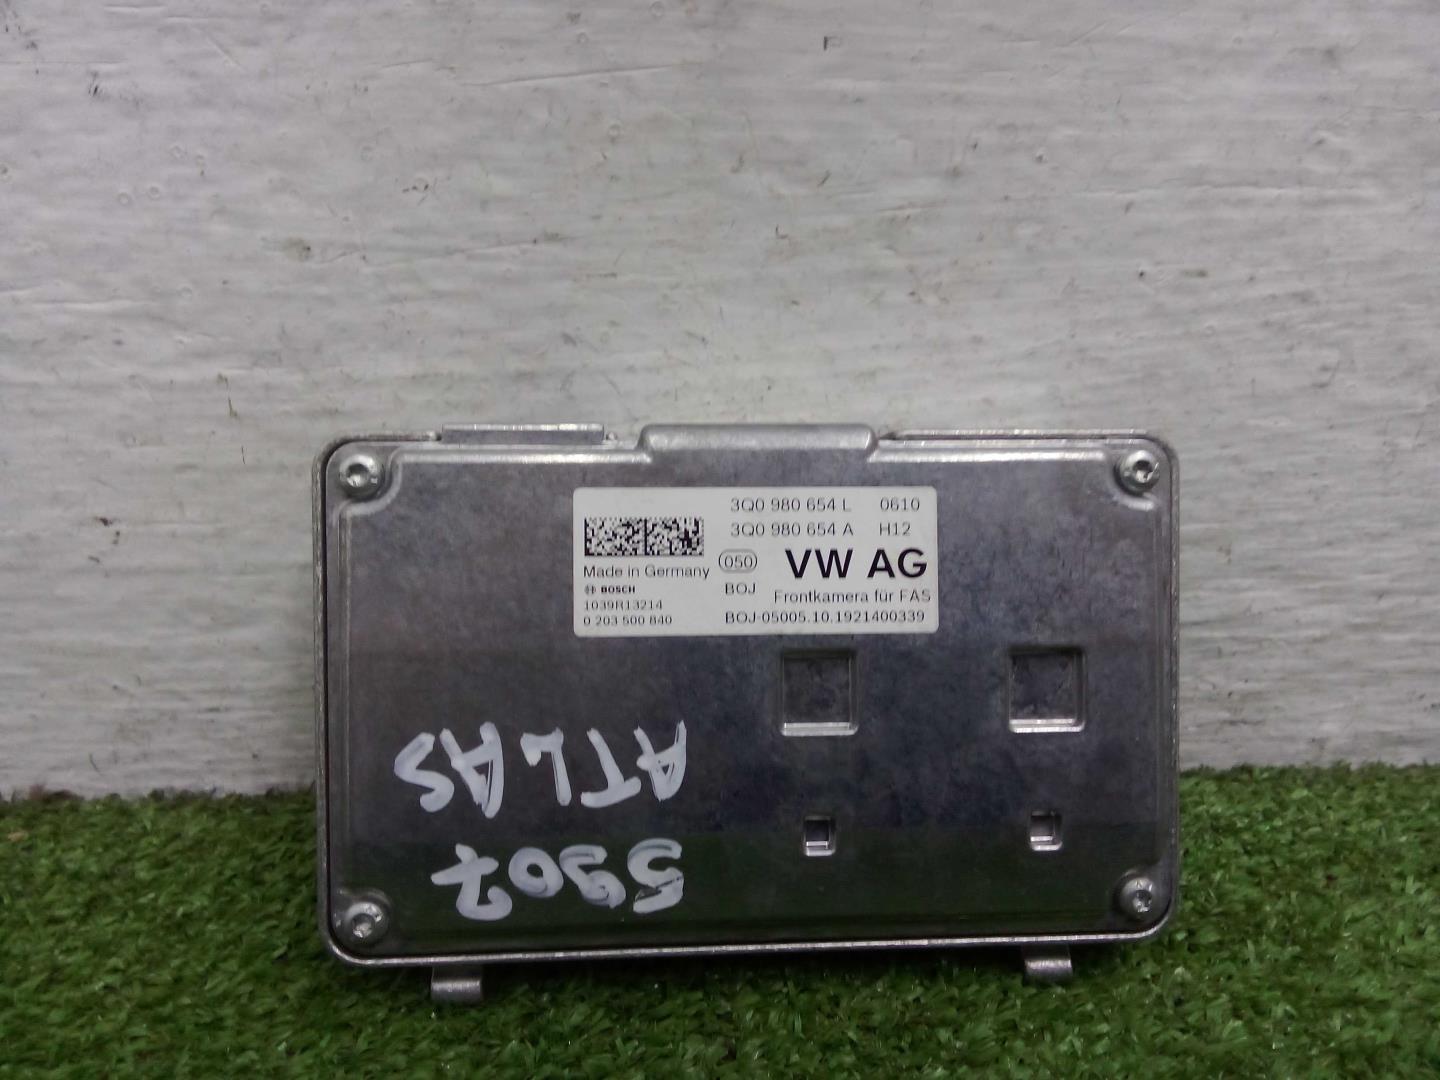 3Q0 980 654 L 0610
3Q0 980 654 A H12
050 VW AG
Made in Germany
BOSCH BOJ Frontkamera für FAS
1039R13214
0 203 500 840 BOJ-05005.10.1921400339
5907
ATLAS